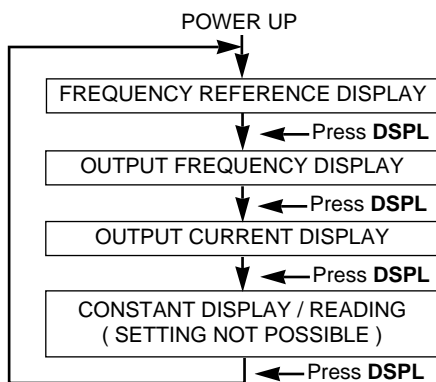 POWER UP
FREQUENCY REFERENCE DISPLAY
Press DSPL
OUTPUT FREQUENCY DISPLAY
Press DSPL
OUTPUT CURRENT DISPLAY
Press DSPL
CONSTANT DISPLAY / READING
( SETTING NOT POSSIBLE )
Press DSPL